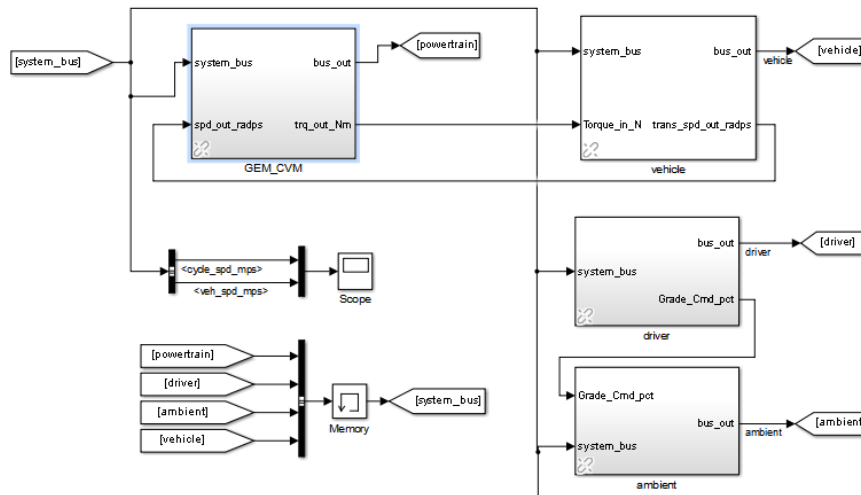 [system_bus]
system_bus
bus_out
spd_out_radps
trq_out_Nm
GEM_CVM
[powertrain]
system_bus
bus_out
Torque_in_N
trans_spd_out_radps
vehicle
vehicle
[vehicle]
<cycle_spd_mps>
<veh_spd_mps>
Scope
system_bus
bus_out
Grade_Cmd_pct
driver
driver
[driver]
[powertrain]
[driver]
[ambient]
[vehicle]
Memory
[system_bus]
Grade_Cmd_pct
system_bus
bus_out
ambient
ambient
[ambient